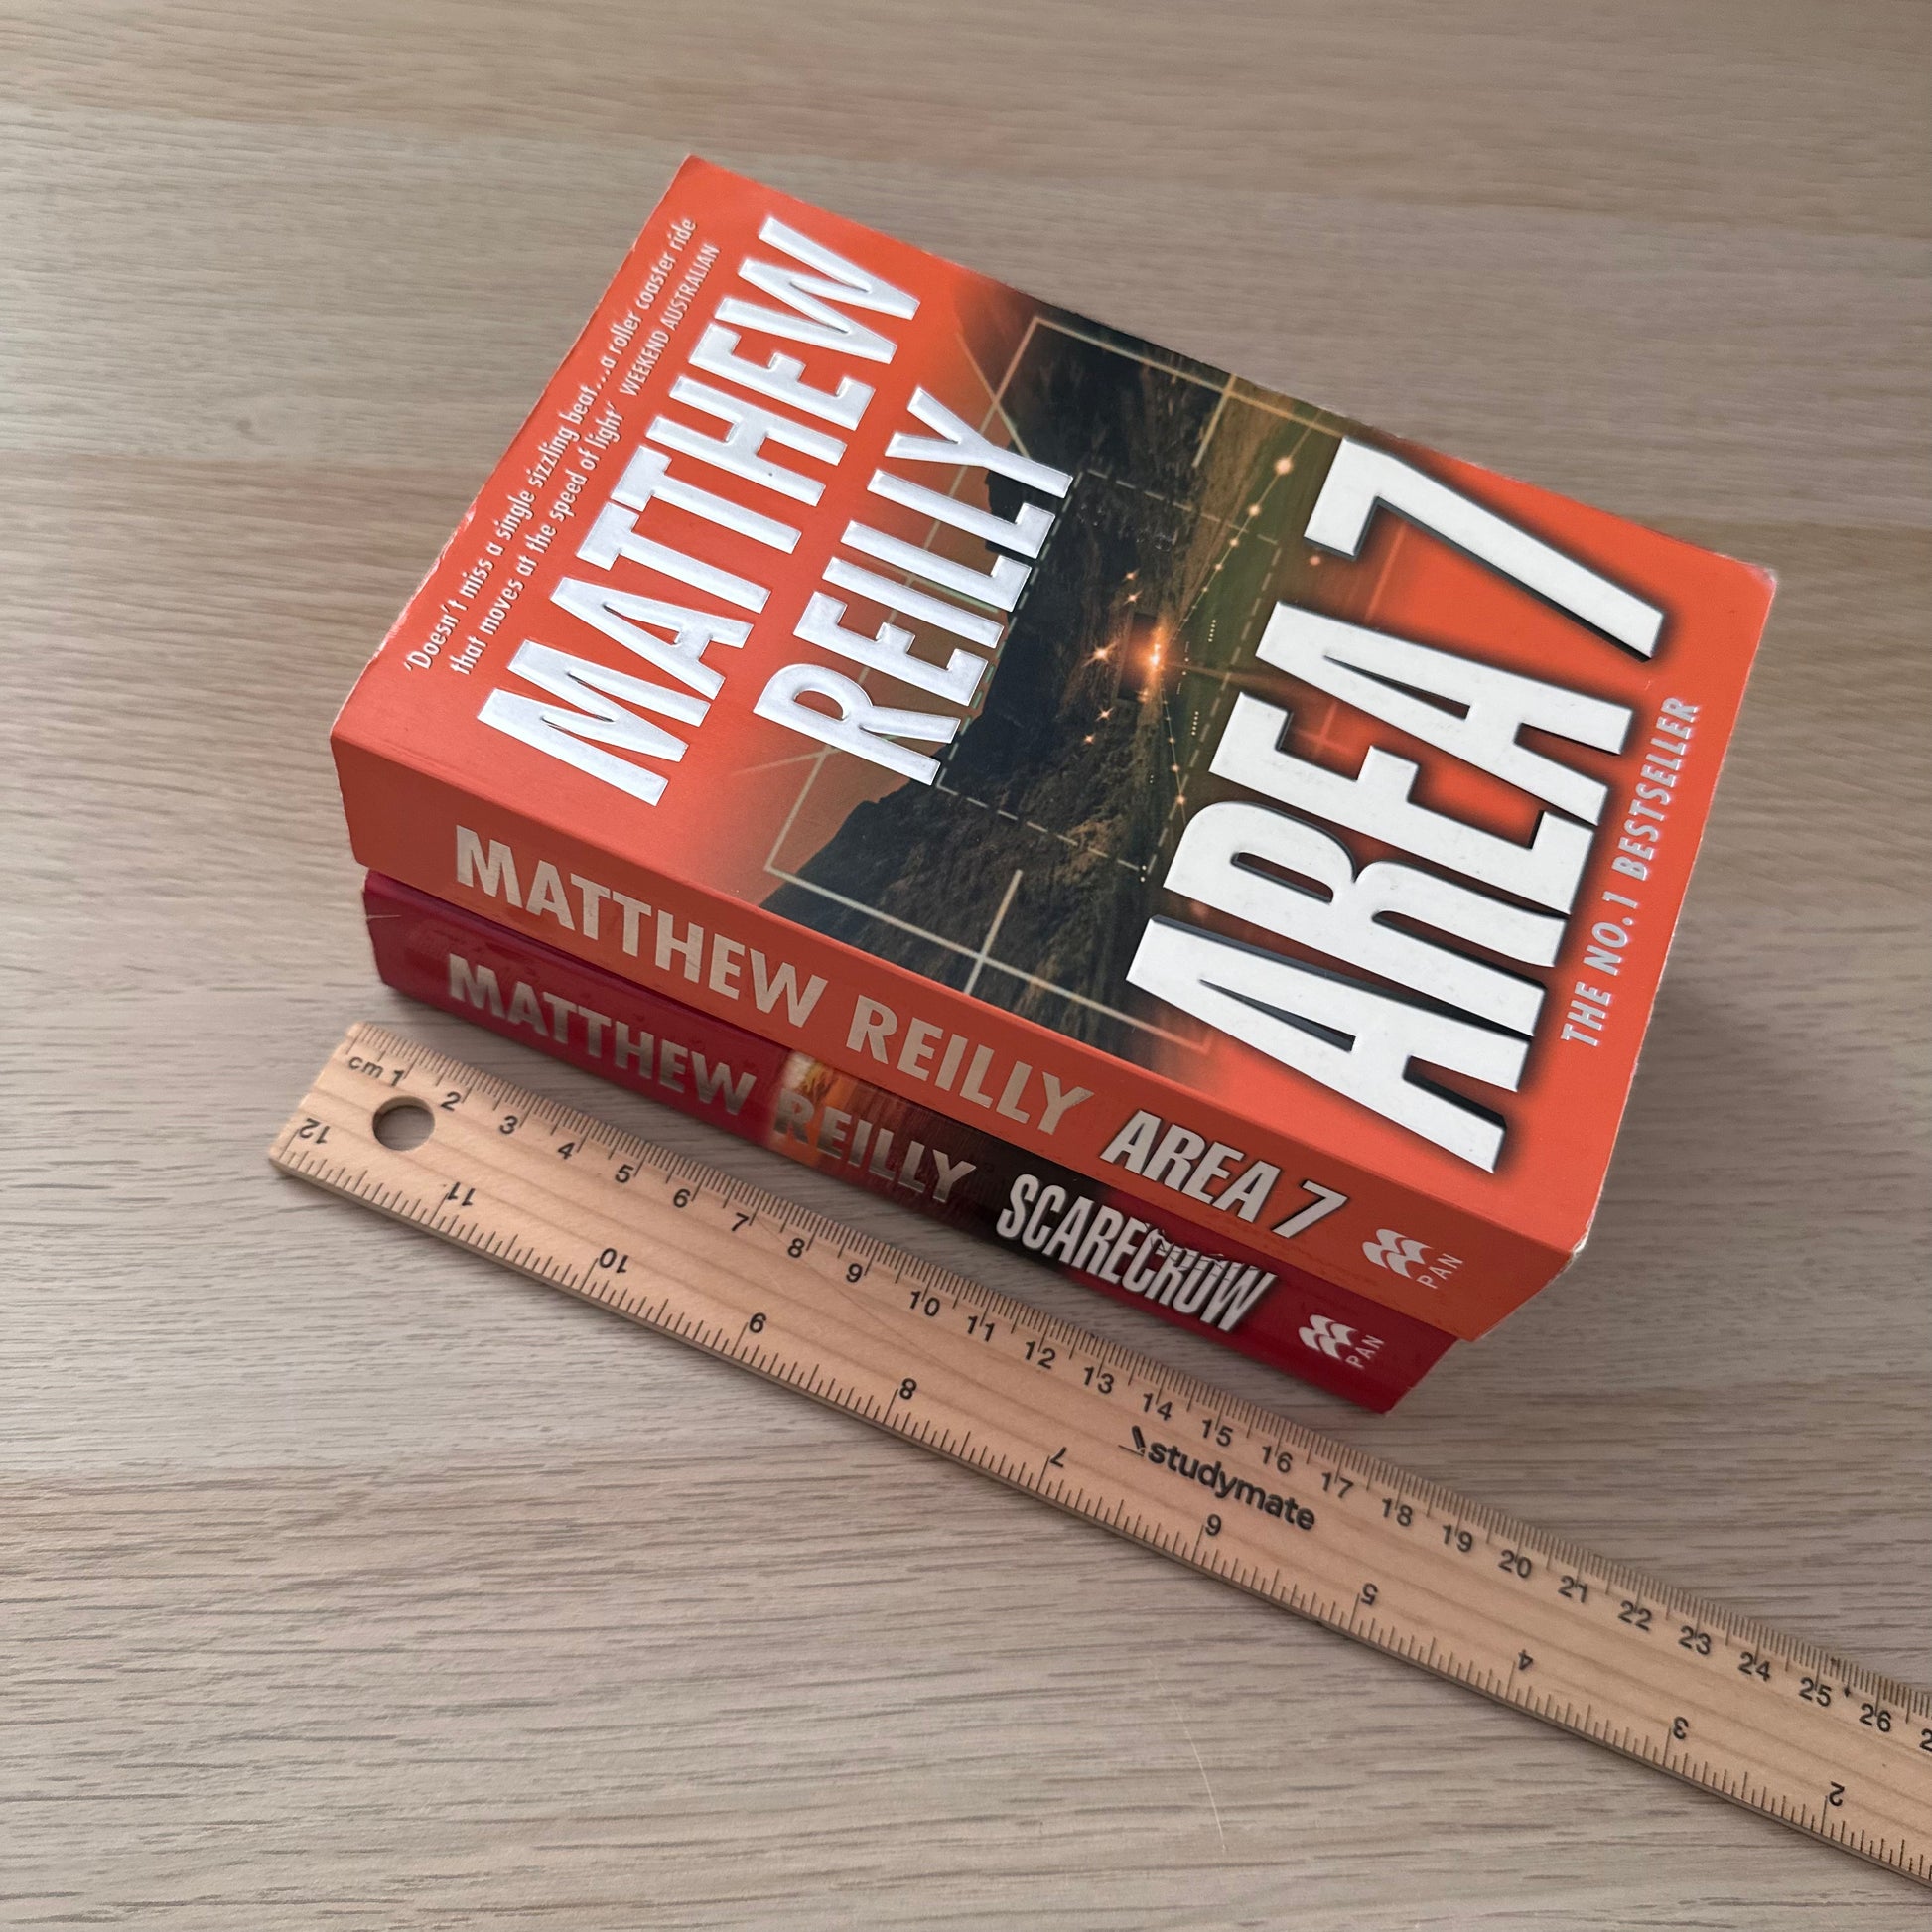 'Doesn't miss a single sizzling beat...a roller coaster ride
that moves at the speed of light' WEEKEND AUSTRALIAN
MATTHEW
REILLY
AREA 7
THE NO.1 BESTSELLER
MATTHEW REILLY AREA 7 PAN
MATTHEW REILLY SCARECROW PAN
cm 1 2 3 4 5 6 7 8 9 10 11 12 13 14 15 16 17 18 19 20 21 22 23 24 25 26
studymate
12 11 10 9 8 7 6 5 4 3 2